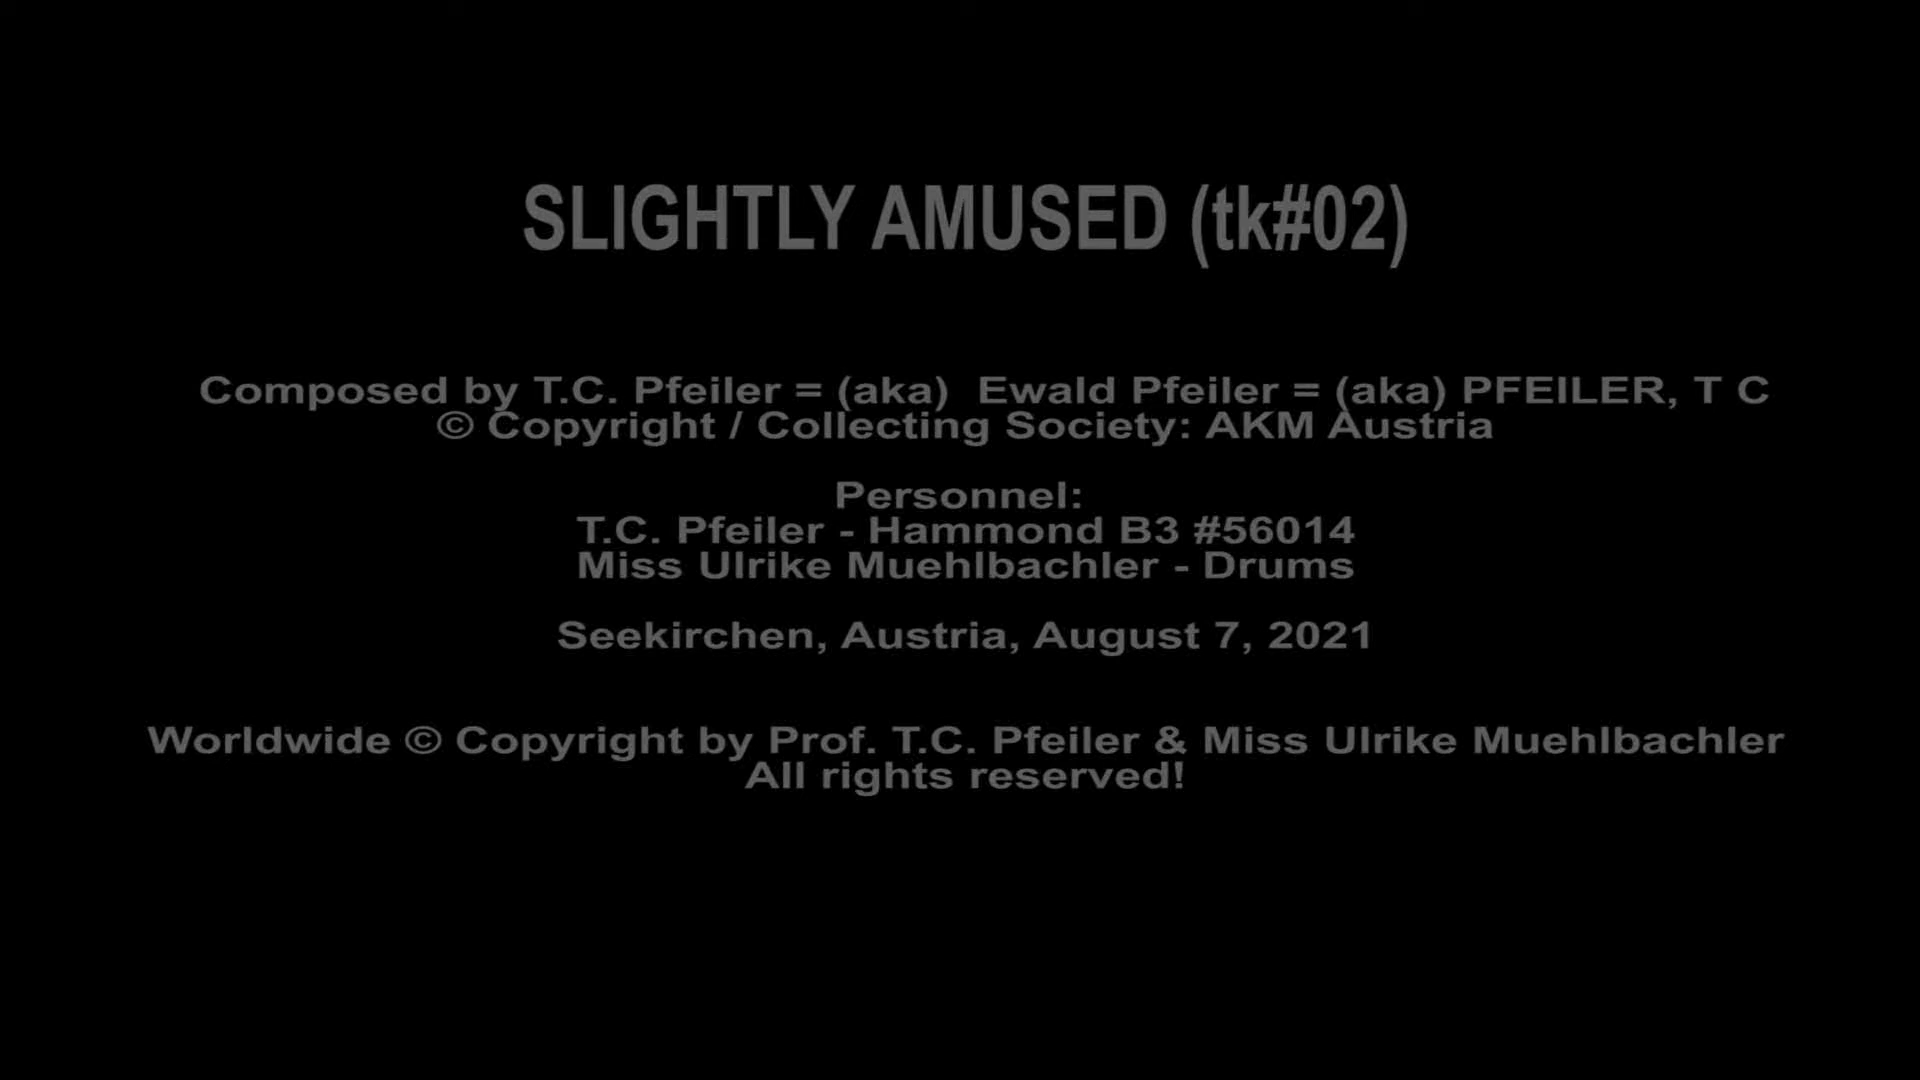 SLIGHTLY AMUSED (tk#02)
Composed by T.C. Pfeiler = (aka)  Ewald Pfeiler = (aka) PFEILER, T C
© Copyright / Collecting Society: AKM Austria
Personnel:
T.C. Pfeiler - Hammond B3 #56014
Miss Ulrike Muehlbachler - Drums
Seekirchen, Austria, August 7, 2021
Worldwide © Copyright by Prof. T.C. Pfeiler & Miss Ulrike Muehlbachler
All rights reserved!